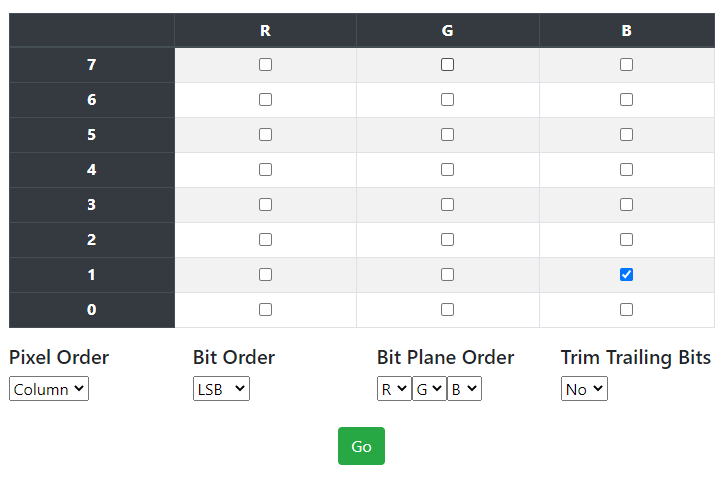 R G B
7
6
5
4
3
2
1
0
Pixel Order Bit Order Bit Plane Order Trim Trailing Bits
Column LSB R G B No
Go